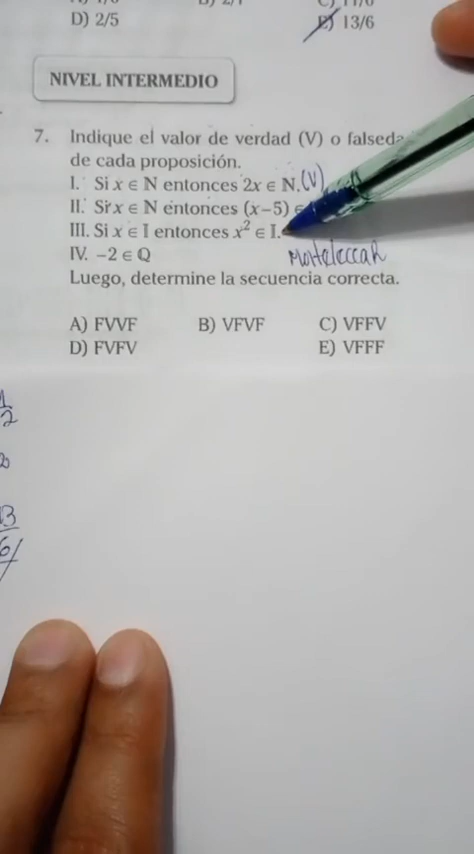 D) 2/5 E) 13/6
NIVEL INTERMEDIO
7. Indique el valor de verdad (V) o
de cada proposición.
I. Si x ∈ N entonces 2x ∈ N. (V)
II. Si x ∈ N entonces (x−5)
III. Si x ∈ I entonces x² ∈ I.
IV. −2 ∈ Q
Luego, determine la secuencia correcta.
A) FVVF B) VFVF C) VFFV
D) FVFV E) VFFF